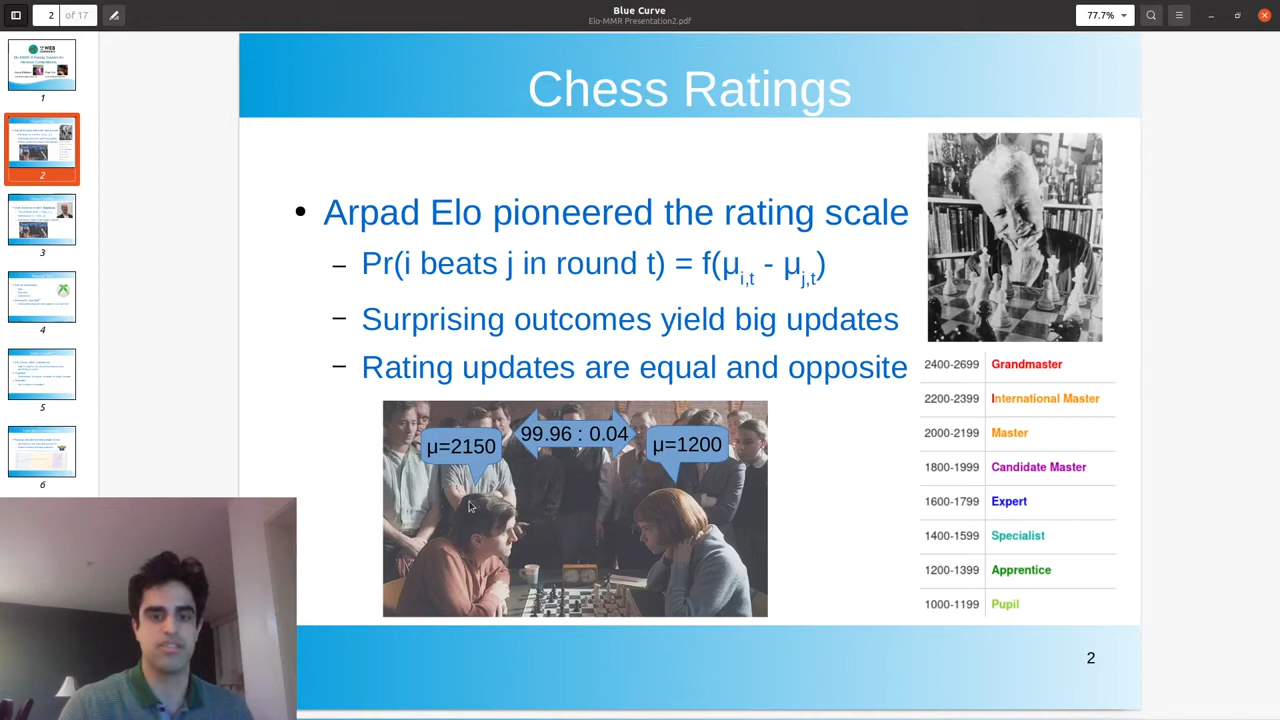 Blue Curve
Elo-MMR Presentation2.pdf
2 of 17
77.7%
Chess Ratings
• Arpad Elo pioneered the rating scale
– Pr(i beats j in round t) = f(μi,t - μj,t)
– Surprising outcomes yield big updates
– Rating updates are equal and opposite
μ=2150
99.96 : 0.04
μ=1200
2400-2699 Grandmaster
2200-2399 International Master
2000-2199 Master
1800-1999 Candidate Master
1600-1799 Expert
1400-1599 Specialist
1200-1399 Apprentice
1000-1199 Pupil
2
1
2
3
4
5
6